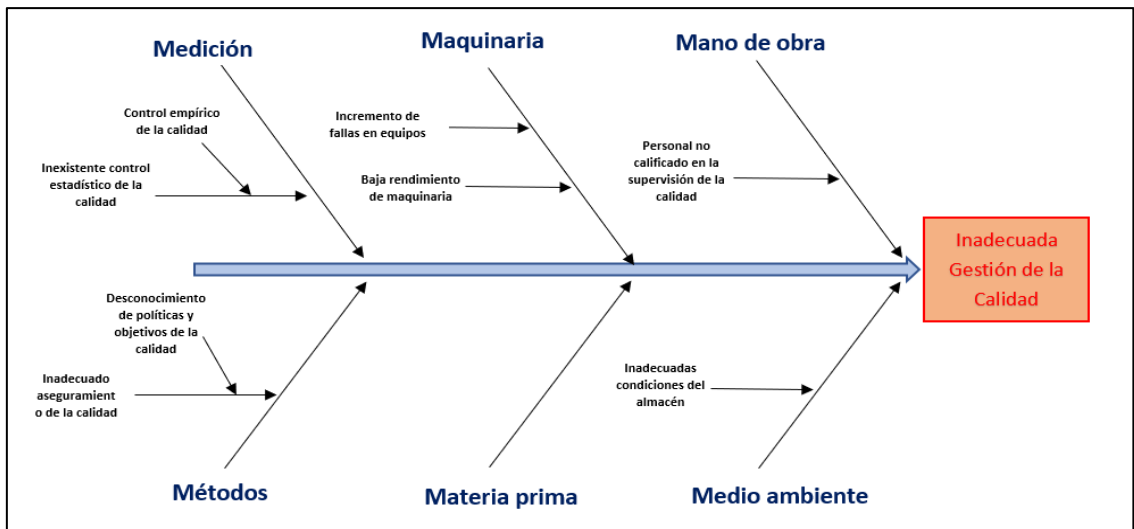 Medición
Maquinaria
Mano de obra
Control empírico
de la calidad
Inexistente control
estadístico de la
calidad
Incremento de
fallas en equipos
Baja rendimiento
de maquinaria
Personal no
calificado en la
supervisión de la
calidad
Inadecuada
Gestión de la
Calidad
Desconocimiento
de políticas y
objetivos de la
calidad
Inadecuado
aseguramient
o de la calidad
Inadecuadas
condiciones del
almacén
Métodos
Materia prima
Medio ambiente